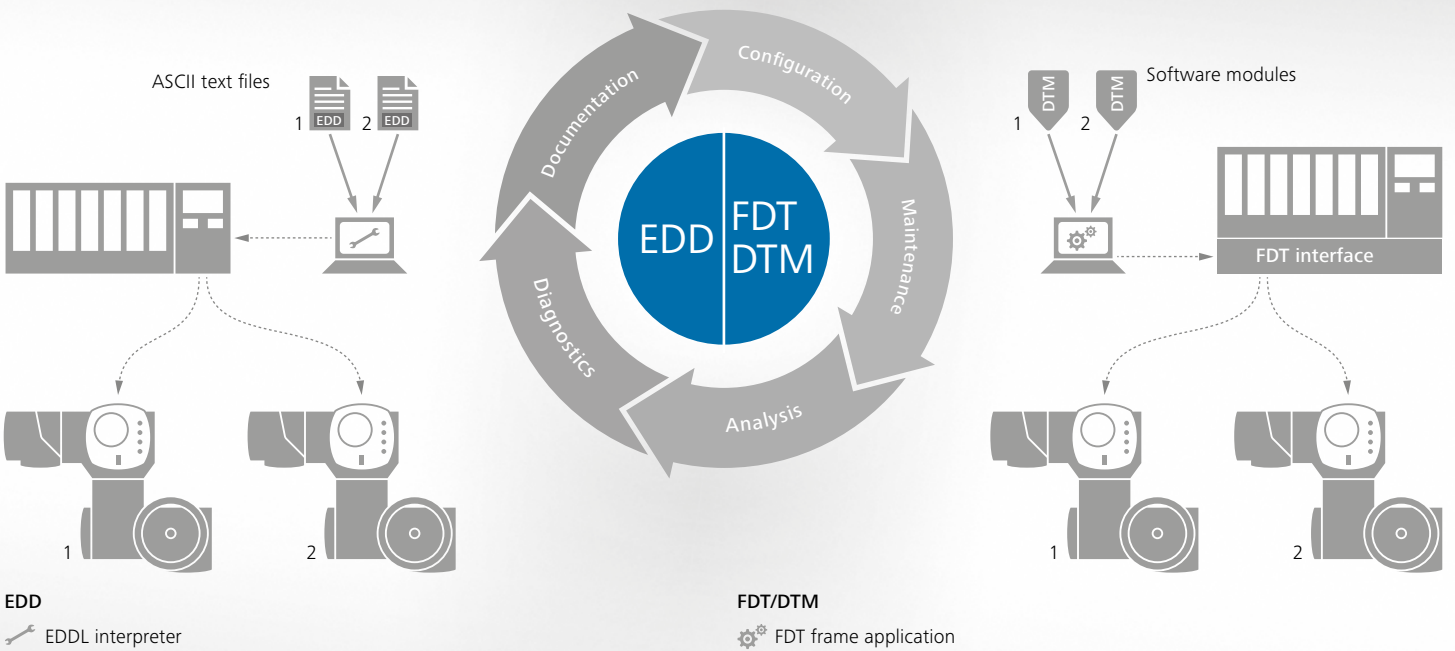 ASCII text files
1 EDD 2 EDD
Documentation
Configuration
Maintenance
Analysis
Diagnostics
EDD
FDT
DTM
Software modules
1 DTM 2 DTM
FDT interface
1
2
1
2
EDD
EDDL interpreter
FDT/DTM
FDT frame application